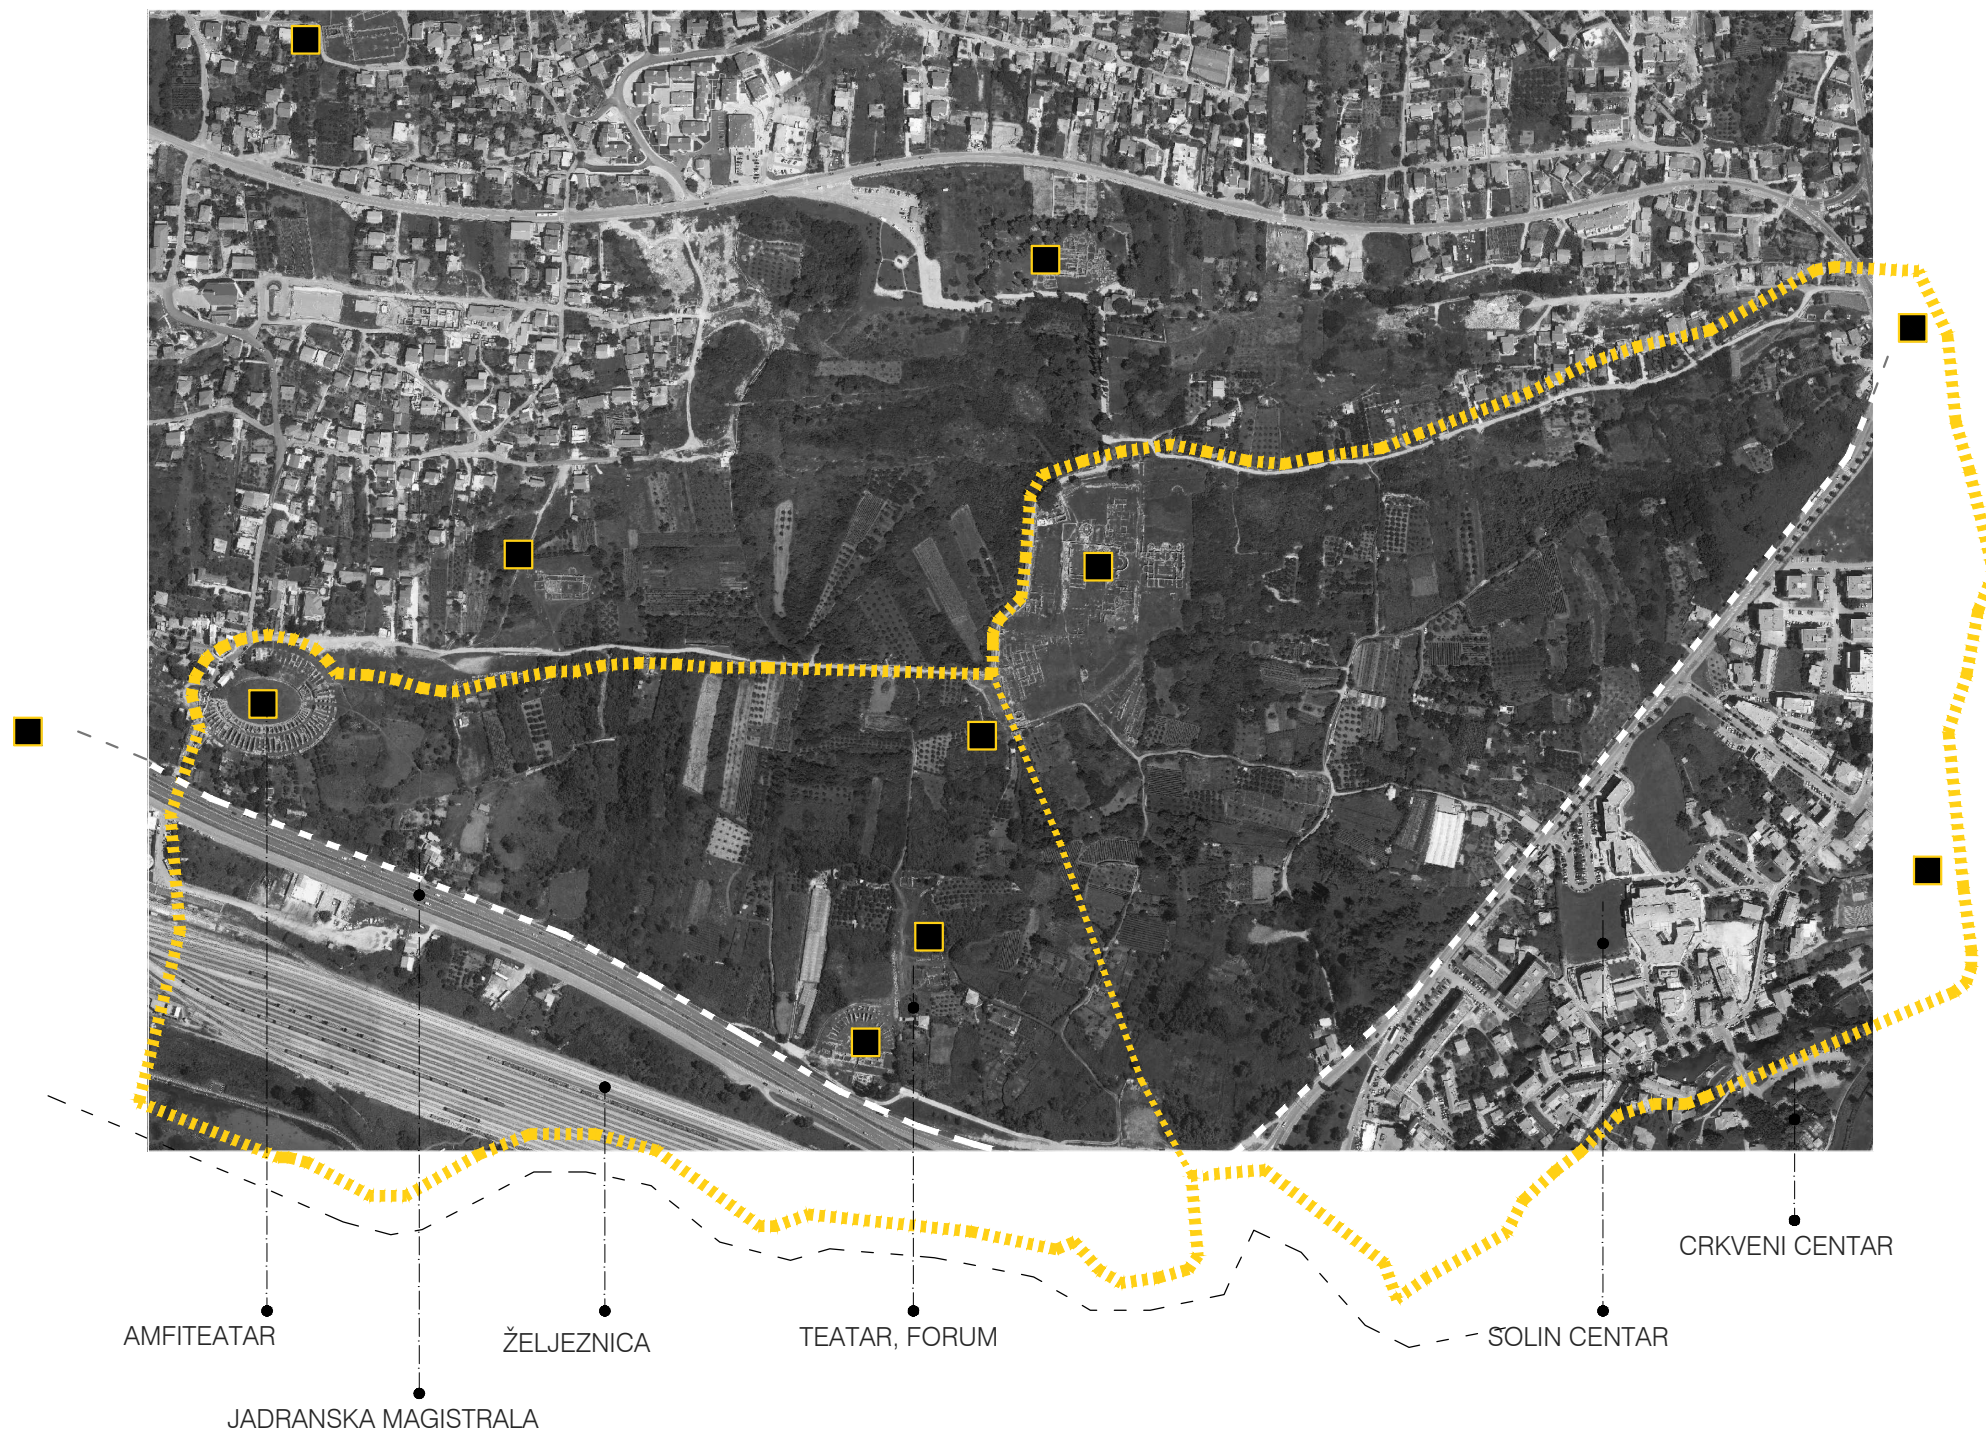 CRKVENI CENTAR
AMFITEATAR
ŽELJEZNICA
TEATAR, FORUM
SOLIN CENTAR
JADRANSKA MAGISTRALA